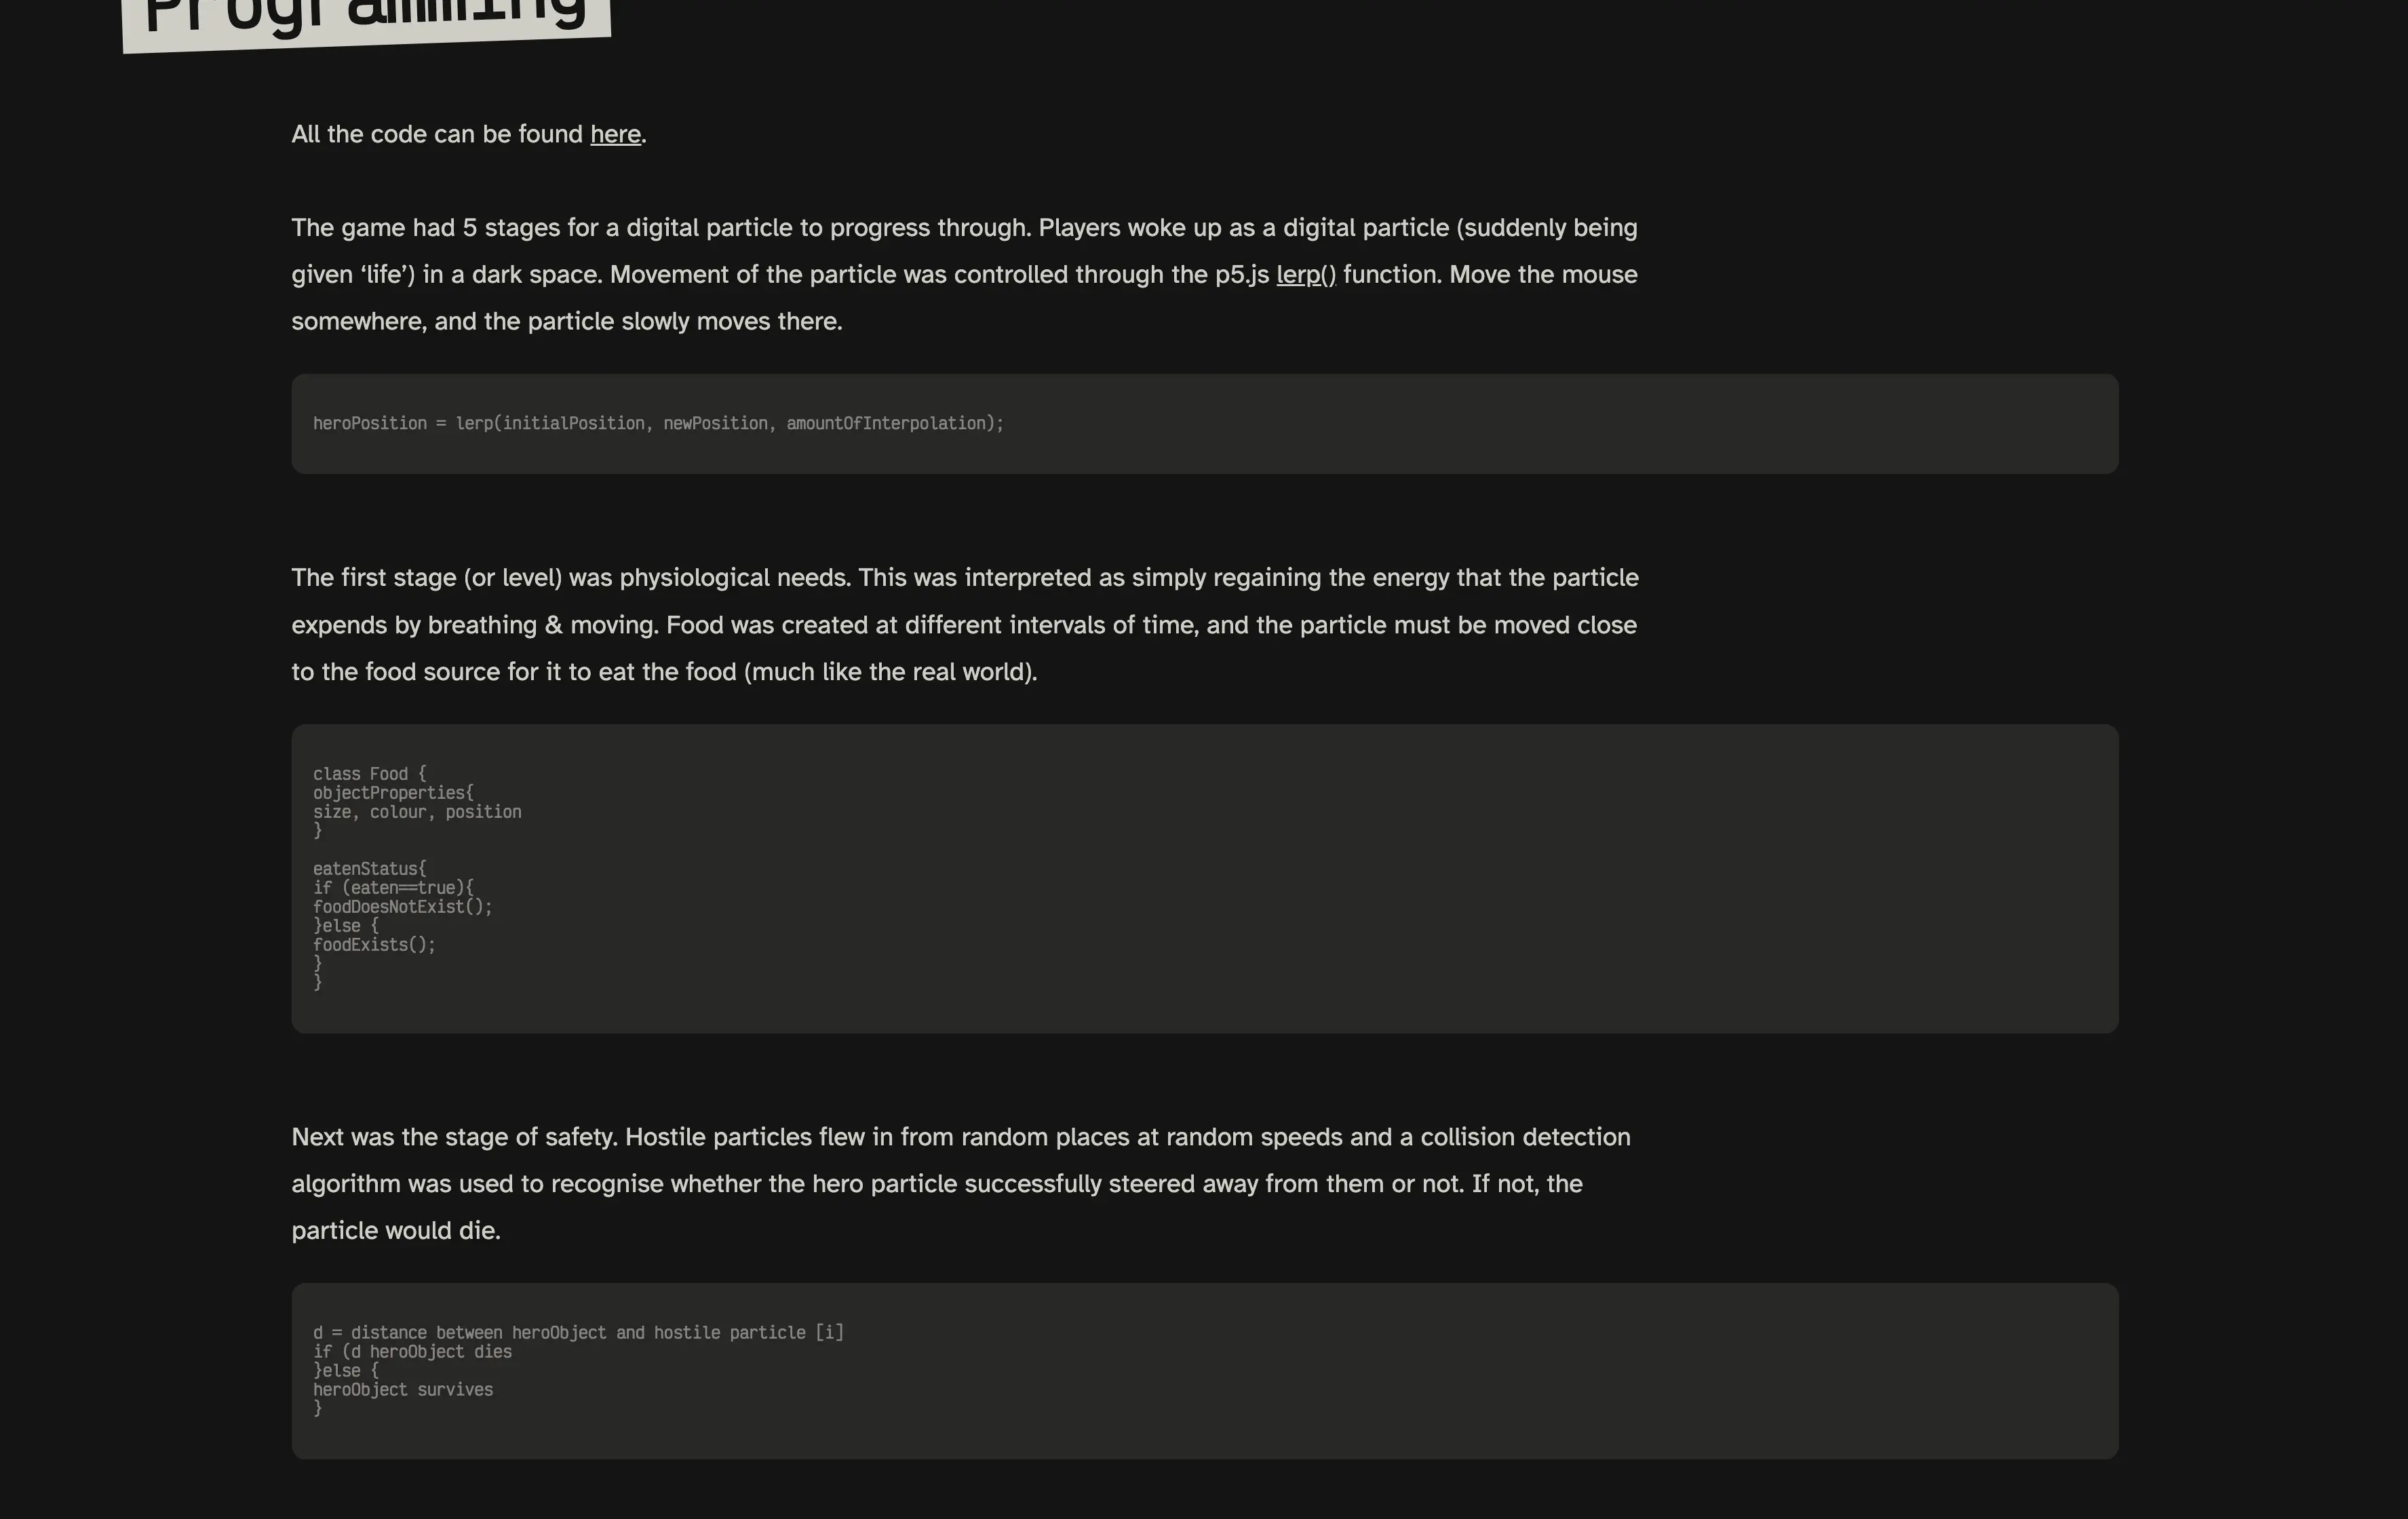 Programming
All the code can be found here.
The game had 5 stages for a digital particle to progress through. Players woke up as a digital particle (suddenly being
given ‘life’) in a dark space. Movement of the particle was controlled through the p5.js lerp() function. Move the mouse
somewhere, and the particle slowly moves there.
heroPosition = lerp(initialPosition, newPosition, amountOfInterpolation);
The first stage (or level) was physiological needs. This was interpreted as simply regaining the energy that the particle
expends by breathing & moving. Food was created at different intervals of time, and the particle must be moved close
to the food source for it to eat the food (much like the real world).
class Food {
objectProperties{
size, colour, position
}
eatenStatus{
if (eaten==true){
foodDoesNotExist();
}else {
foodExists();
}
}
Next was the stage of safety. Hostile particles flew in from random places at random speeds and a collision detection
algorithm was used to recognise whether the hero particle successfully steered away from them or not. If not, the
particle would die.
d = distance between heroObject and hostile particle [i]
if (d heroObject dies
}else {
heroObject survives
}